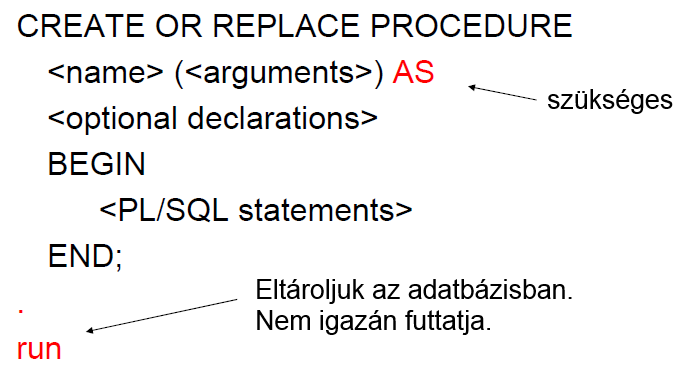 CREATE OR REPLACE PROCEDURE
<name> (<arguments>) AS
szükséges
<optional declarations>
BEGIN
<PL/SQL statements>
END;
.
run
Eltároljuk az adatbázisban.
Nem igazán futtatja.